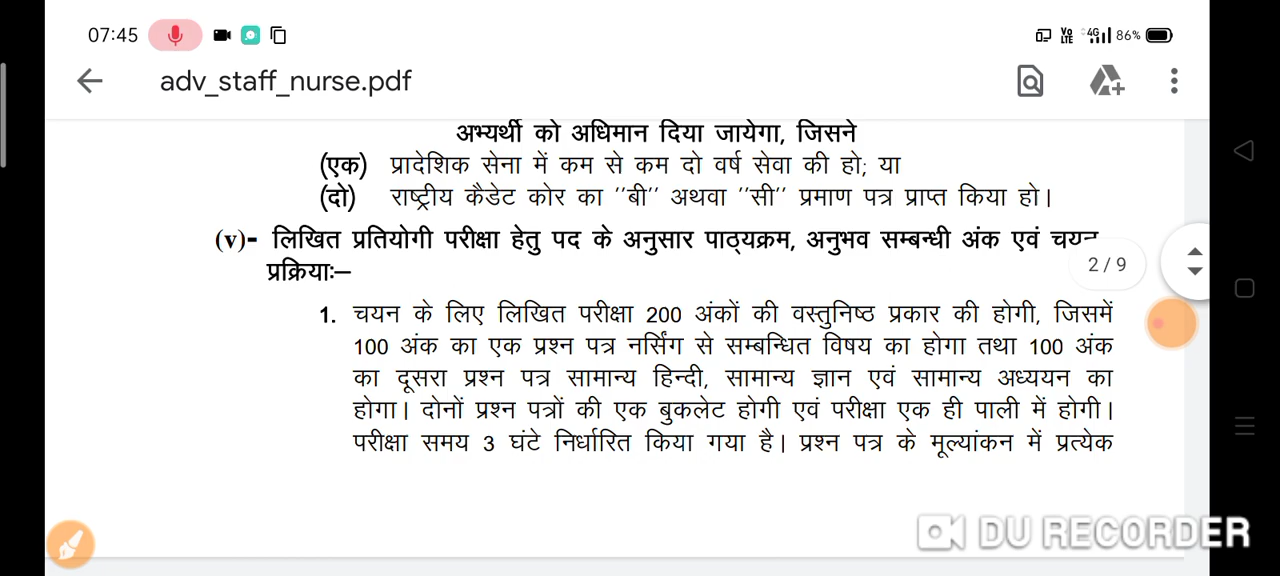 07:45
Vo LTE 4G 86%
adv_staff_nurse.pdf
अभ्यर्थी को अधिमान दिया जायेगा, जिसने
(एक) प्रादेशिक सेना में कम से कम दो वर्ष सेवा की हो; या
(दो) राष्ट्रीय कैडेट कोर का ''बी'' अथवा ''सी'' प्रमाण पत्र प्राप्त किया हो।
(v)- लिखित प्रतियोगी परीक्षा हेतु पद के अनुसार पाठ्यक्रम, अनुभव सम्बन्धी अंक एवं चयन
प्रक्रियाः–
2 / 9
1. चयन के लिए लिखित परीक्षा 200 अंकों की वस्तुनिष्ठ प्रकार की होगी, जिसमें
100 अंक का एक प्रश्न पत्र नर्सिंग से सम्बन्धित विषय का होगा तथा 100 अंक
का दूसरा प्रश्न पत्र सामान्य हिन्दी, सामान्य ज्ञान एवं सामान्य अध्ययन का
होगा। दोनों प्रश्न पत्रों की एक बुकलेट होगी एवं परीक्षा एक ही पाली में होगी।
परीक्षा समय 3 घंटे निर्धारित किया गया है। प्रश्न पत्र के मूल्यांकन में प्रत्येक
DU RECORDER